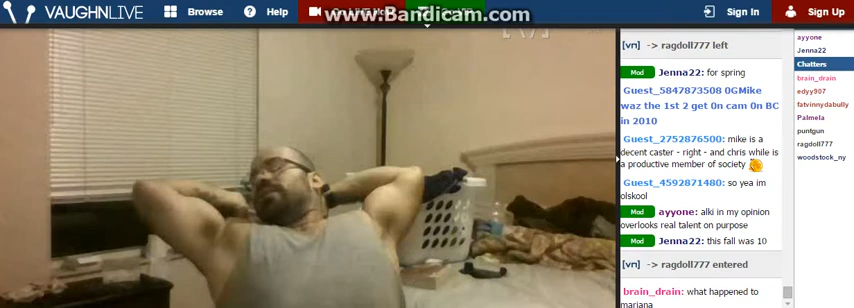 VAUGHNLIVE
Browse
Help
www.Bandicam.com
Sign In
Sign Up
[vn] -> ragdoll777 left
Mod Jenna22: for spring
Guest_5847873508 0GMike
waz the 1st 2 get 0n cam 0n BC
in 2010
Guest_2752876500: mike is a
decent caster - right - and chris while is
a productive member of society
Guest_4592871480: so yea im
olskool
Mod ayyone: alki in my opinion
overlooks real talent on purpose
Mod Jenna22: this fall was 10
[vn] -> ragdoll777 entered
brain_drain: what happened to
mariana
ayyone
Jenna22
Chatters
brain_drain
edyy907
fatvinnydabully
Palmela
puntgun
ragdoll777
woodstock_ny